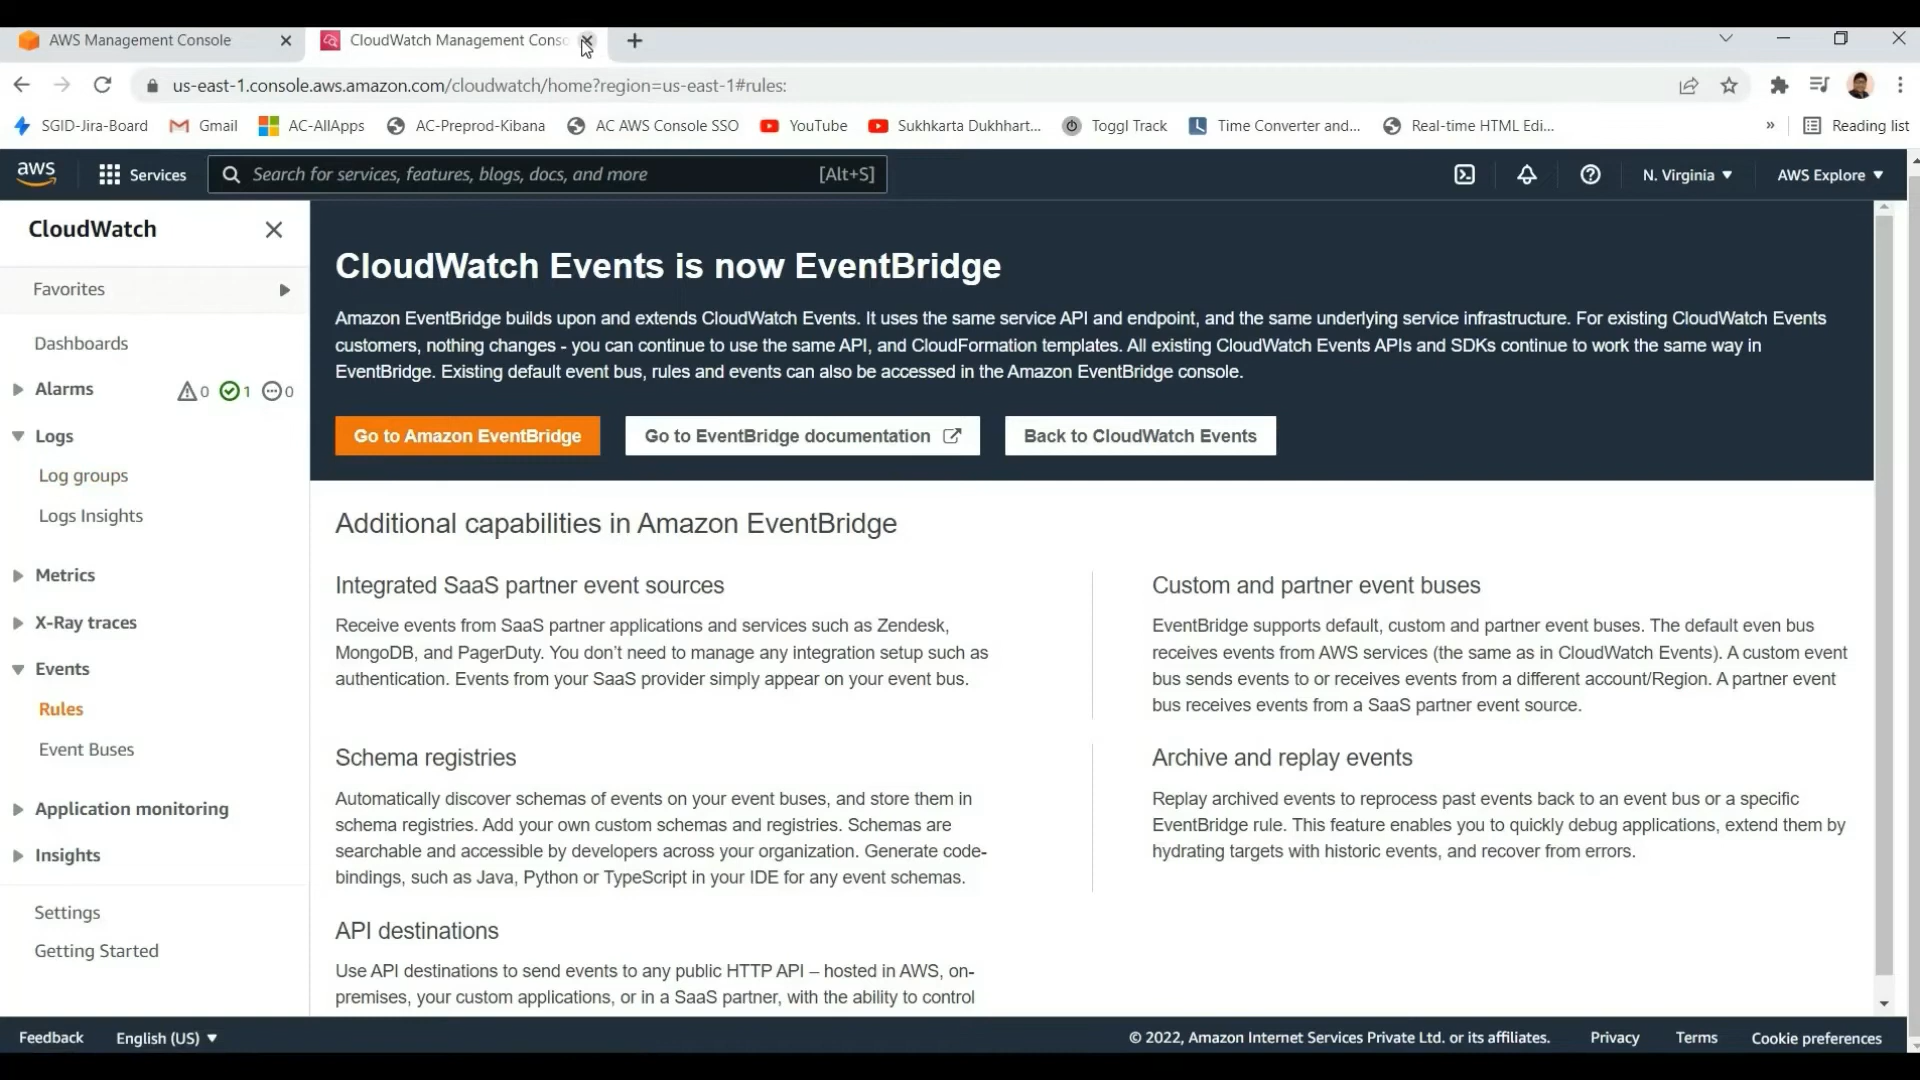 AWS Management Console
CloudWatch Management Conso
us-east-1.console.aws.amazon.com/cloudwatch/home?region=us-east-1#rules:
SGID-Jira-Board
Gmail
AC-AllApps
AC-Preprod-Kibana
AC AWS Console SSO
YouTube
Sukhkarta Dukhhart...
Toggl Track
Time Converter and...
Real-time HTML Edi...
»
Reading list
aws
Services
Search for services, features, blogs, docs, and more
[Alt+S]
N. Virginia
AWS Explore
CloudWatch
Favorites
Dashboards
Alarms
0
1
0
Logs
Log groups
Logs Insights
Metrics
X-Ray traces
Events
Rules
Event Buses
Application monitoring
Insights
Settings
Getting Started
CloudWatch Events is now EventBridge
Amazon EventBridge builds upon and extends CloudWatch Events. It uses the same service API and endpoint, and the same underlying service infrastructure. For existing CloudWatch Events
customers, nothing changes - you can continue to use the same API, and CloudFormation templates. All existing CloudWatch Events APIs and SDKs continue to work the same way in
EventBridge. Existing default event bus, rules and events can also be accessed in the Amazon EventBridge console.
Go to Amazon EventBridge
Go to EventBridge documentation
Back to CloudWatch Events
Additional capabilities in Amazon EventBridge
Integrated SaaS partner event sources
Receive events from SaaS partner applications and services such as Zendesk,
MongoDB, and PagerDuty. You don't need to manage any integration setup such as
authentication. Events from your SaaS provider simply appear on your event bus.
Custom and partner event buses
EventBridge supports default, custom and partner event buses. The default even bus
receives events from AWS services (the same as in CloudWatch Events). A custom event
bus sends events to or receives events from a different account/Region. A partner event
bus receives events from a SaaS partner event source.
Schema registries
Automatically discover schemas of events on your event buses, and store them in
schema registries. Add your own custom schemas and registries. Schemas are
searchable and accessible by developers across your organization. Generate code-
bindings, such as Java, Python or TypeScript in your IDE for any event schemas.
Archive and replay events
Replay archived events to reprocess past events back to an event bus or a specific
EventBridge rule. This feature enables you to quickly debug applications, extend them by
hydrating targets with historic events, and recover from errors.
API destinations
Use API destinations to send events to any public HTTP API – hosted in AWS, on-
premises, your custom applications, or in a SaaS partner, with the ability to control
Feedback
English (US)
© 2022, Amazon Internet Services Private Ltd. or its affiliates.
Privacy
Terms
Cookie preferences